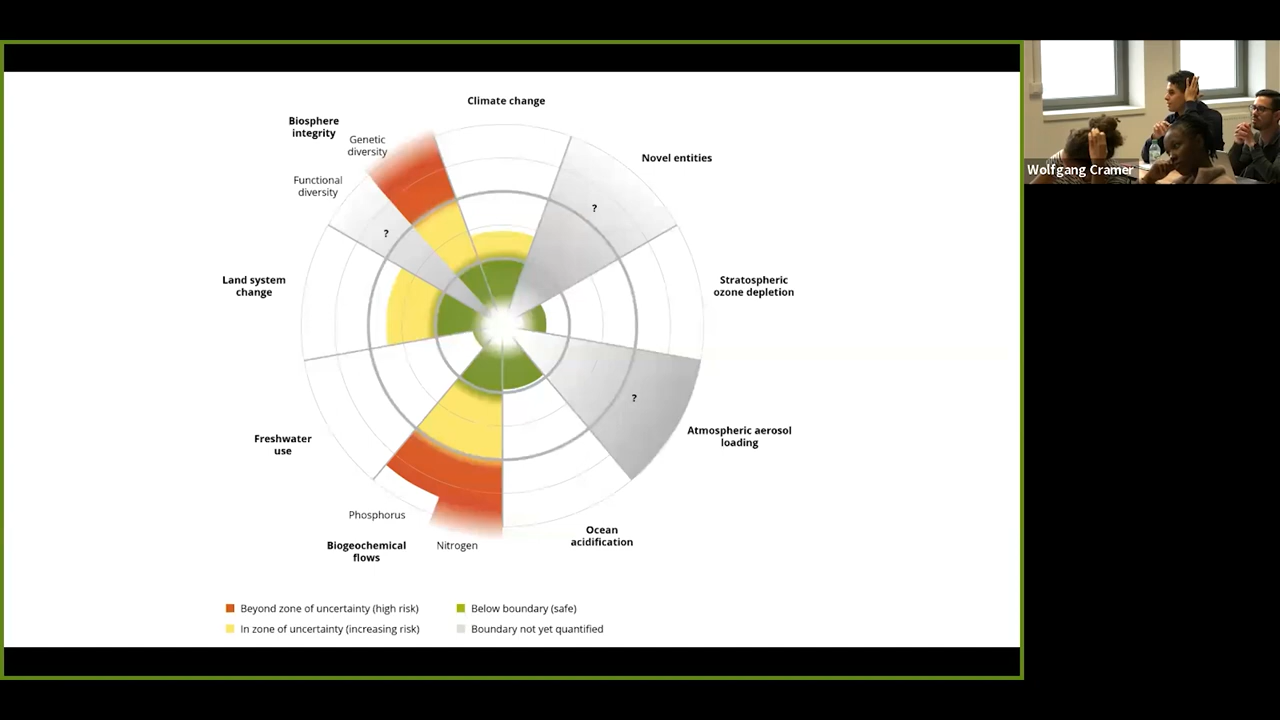 Climate change
Biosphere
integrity
Genetic
diversity
Novel entities
Functional
diversity
?
?
Land system
change
Stratospheric
ozone depletion
?
Atmospheric aerosol
loading
Freshwater
use
Phosphorus
Biogeochemical
flows
Nitrogen
Ocean
acidification
Beyond zone of uncertainty (high risk)
Below boundary (safe)
In zone of uncertainty (increasing risk)
Boundary not yet quantified
Wolfgang Cramer